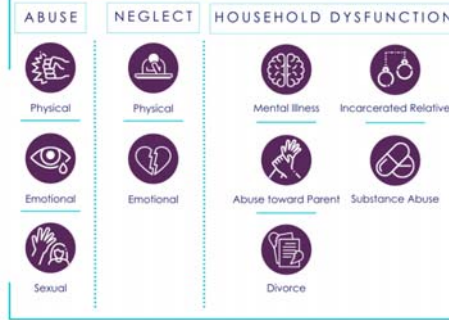 ABUSE
NEGLECT
HOUSEHOLD DYSFUNCTION
Physical
Emotional
Sexual
Physical
Emotional
Mental Illness
Incarcerated Relative
Abuse toward Parent
Substance Abuse
Divorce